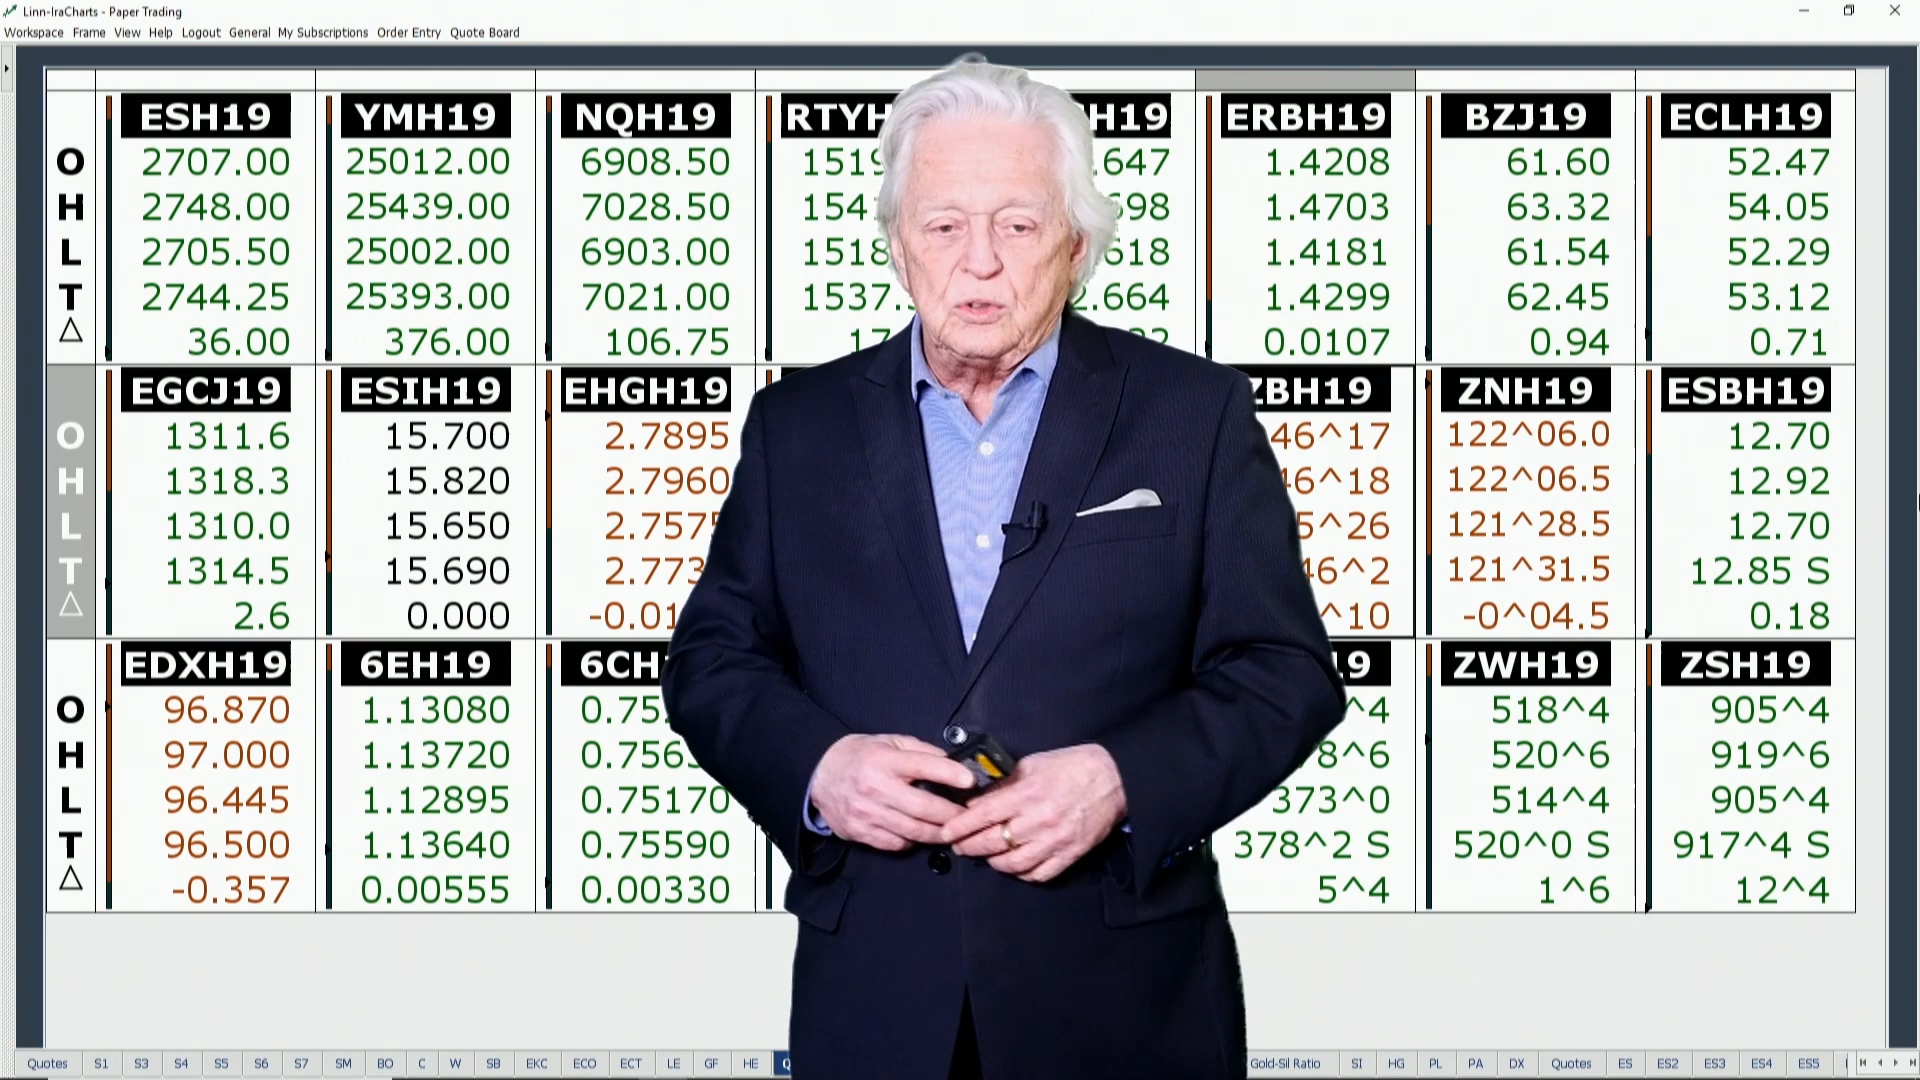 Linn-IraCharts - Paper Trading
Workspace Frame View Help Logout General My Subscriptions Order Entry Quote Board
ESH19 YMH19 NQH19 ERBH19 BZJ19 ECLH19
O 2707.00 25012.00 6908.50 1.4208 61.60 52.47
H 2748.00 25439.00 7028.50 1.4703 63.32 54.05
L 2705.50 25002.00 6903.00 1.4181 61.54 52.29
T 2744.25 25393.00 7021.00 1.4299 62.45 53.12
△ 36.00 376.00 106.75 0.0107 0.94 0.71
EGCJ19 ESIH19 EHGH19 ZBH19 ZNH19 ESBH19
O 1311.6 15.700 2.7895 122^06.0 12.70
H 1318.3 15.820 2.7960 122^06.5 12.92
L 1310.0 15.650 121^28.5 12.70
T 1314.5 15.690 121^31.5 12.85 S
△ 2.6 0.000 -0^04.5 0.18
EDXH19 6EH19 ZWH19 ZSH19
O 96.870 1.13080 518^4 905^4
H 97.000 1.13720 520^6 919^6
L 96.445 1.12895 0.75170 373^0 514^4 905^4
T 96.500 1.13640 0.75590 378^2 S 520^0 S 917^4 S
△ -0.357 0.00555 0.00330 5^4 1^6 12^4
Quotes S1 S3 S4 S5 S6 S7 SM BO C W SB EKC ECO ECT LE GF HE Gold-Sil Ratio SI HG PL PA DX Quotes ES ES2 ES3 ES4 ES5